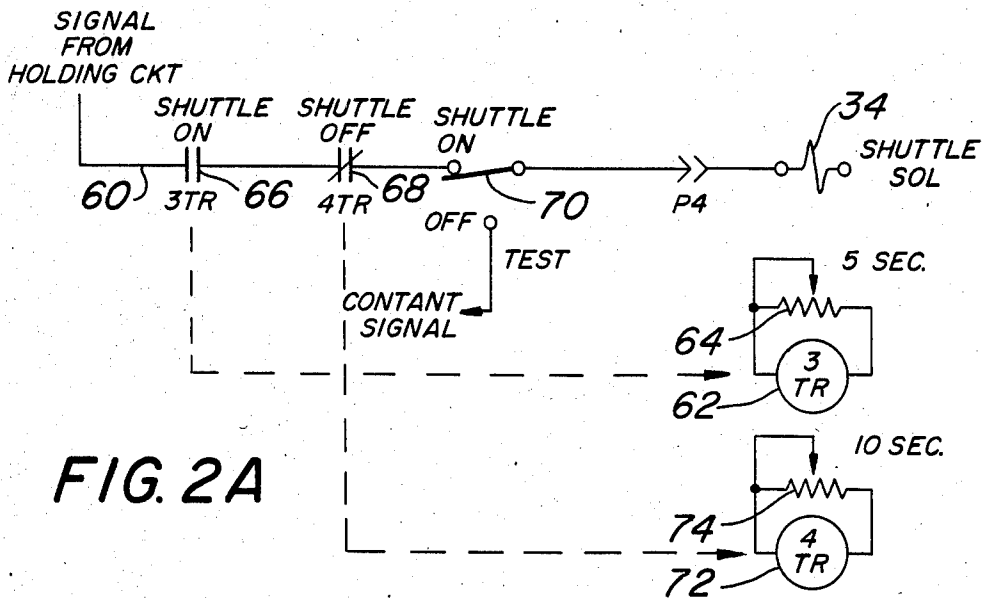 SIGNAL
FROM
HOLDING CKT
SHUTTLE
ON
SHUTTLE
OFF
SHUTTLE
ON
34
SHUTTLE
SOL
60
66
3TR
68
4TR
70
P4
OFF
TEST
CONTANT
SIGNAL
5 SEC.
64
3
TR
62
10 SEC.
74
4
TR
72
FIG. 2A